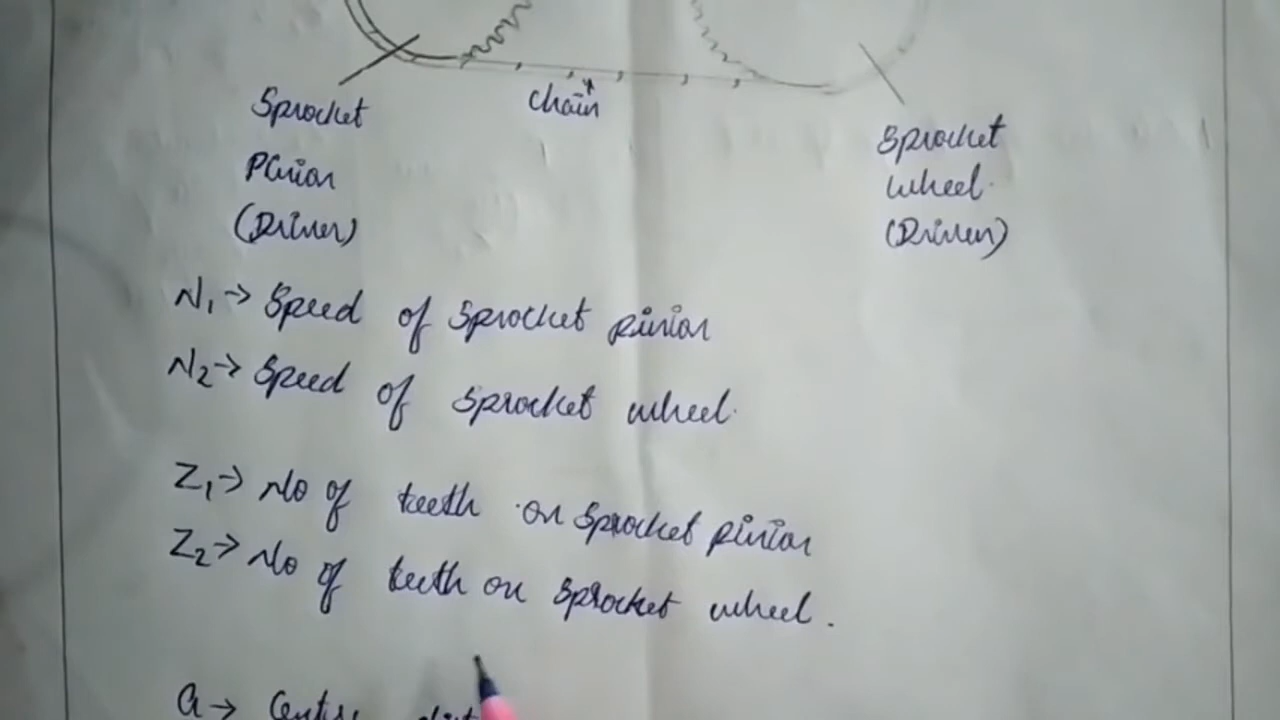 Sprocket
Pinion
(Driver)
chain
Sprocket
wheel.
(Driven)
N1 → Speed of Sprocket pinion
N2 → Speed of sprocket wheel.
Z1 → No of teeth on sprocket pinion
Z2 → No of teeth on sprocket wheel.
a → Centre